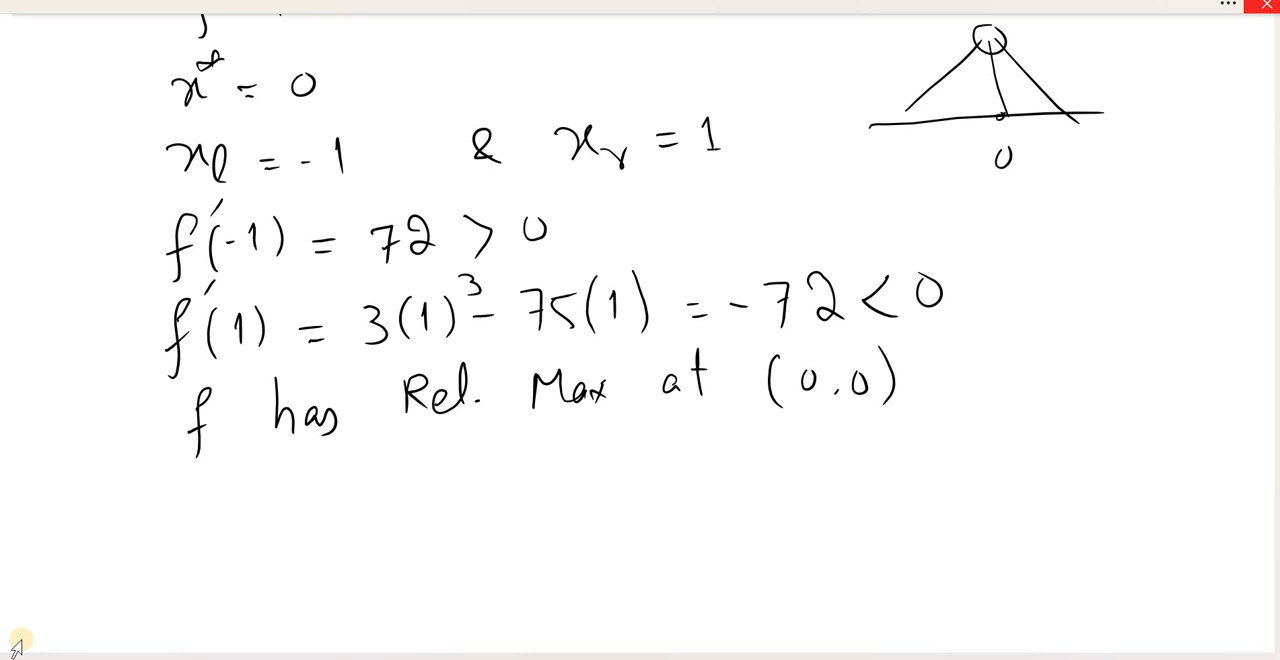 x* = 0
xl = -1 & xr = 1
0
f'(-1) = 72 > 0
f'(1) = 3(1)³ - 75(1) = -72 < 0
f has Rel. Max at (0,0)